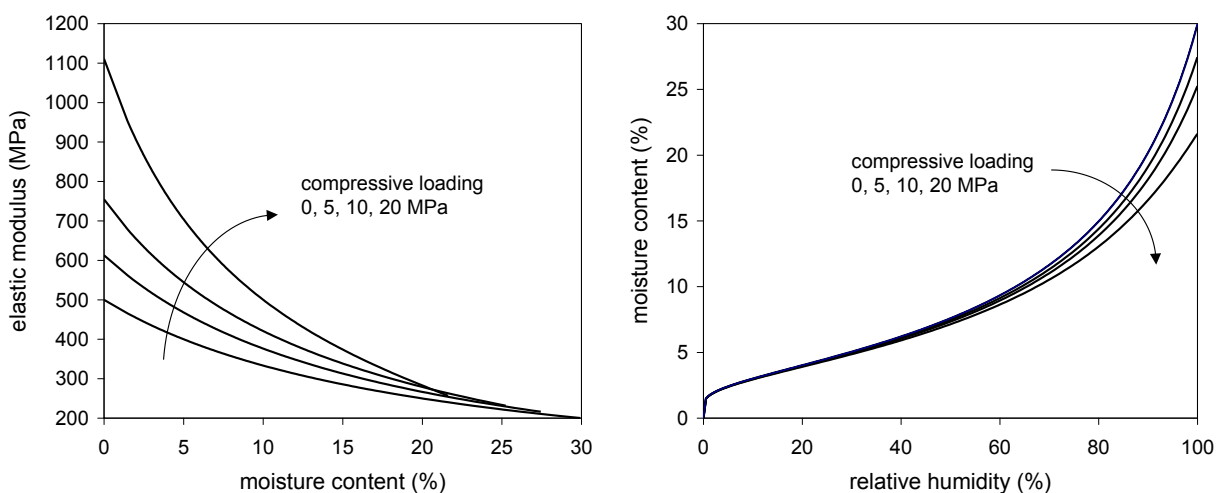 elastic modulus (MPa)
1200
1100
1000
900
800
700
600
500
400
300
200
compressive loading
0, 5, 10, 20 MPa
0 5 10 15 20 25 30
moisture content (%)
moisture content (%)
30
25
20
15
10
5
0
compressive loading
0, 5, 10, 20 MPa
0 20 40 60 80 100
relative humidity (%)